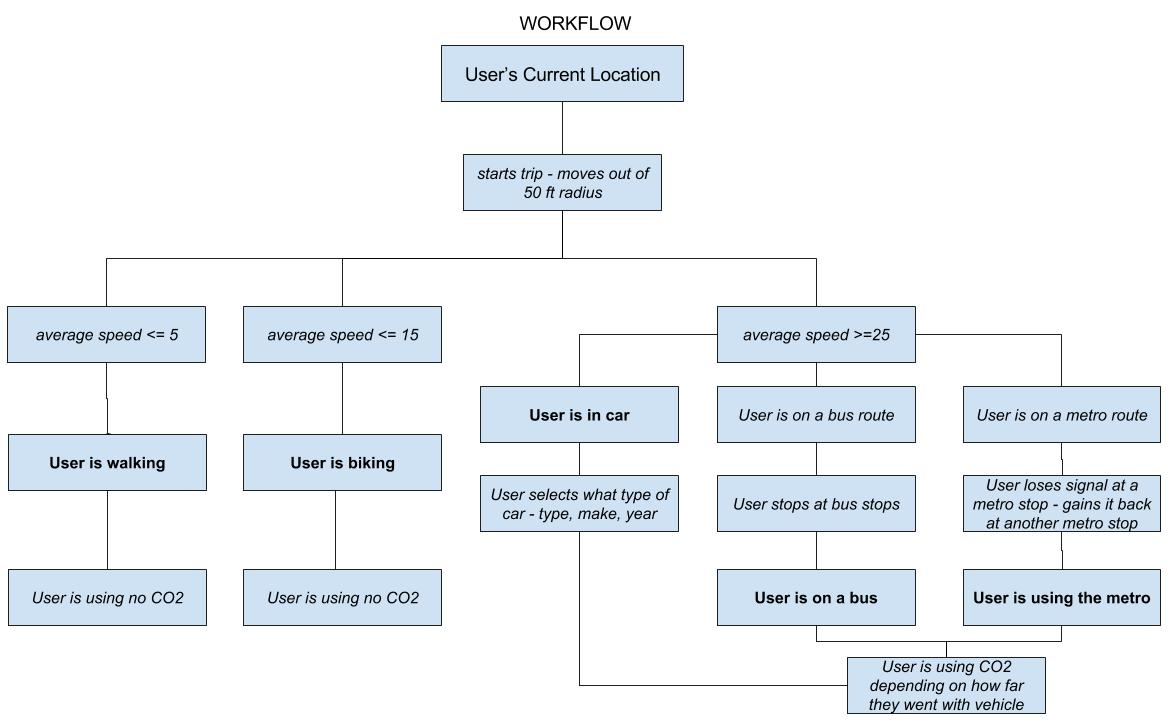 WORKFLOW
User's Current Location
starts trip - moves out of
50 ft radius
average speed <= 5
average speed <= 15
average speed >=25
User is in car
User is on a bus route
User is on a metro route
User is walking
User is biking
User selects what type of
car - type, make, year
User stops at bus stops
User loses signal at a
metro stop - gains it back
at another metro stop
User is using no CO2
User is using no CO2
User is on a bus
User is using the metro
User is using CO2
depending on how far
they went with vehicle